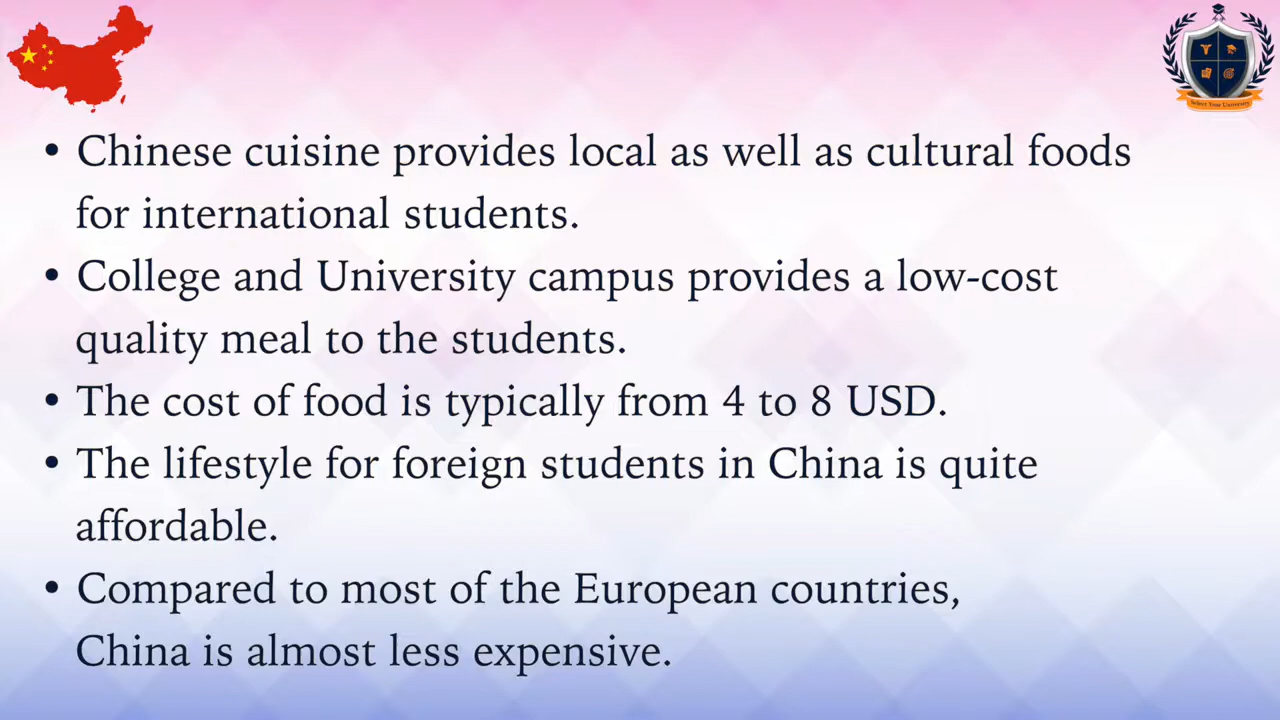 Select Your University
• Chinese cuisine provides local as well as cultural foods
for international students.
• College and University campus provides a low-cost
quality meal to the students.
• The cost of food is typically from 4 to 8 USD.
• The lifestyle for foreign students in China is quite
affordable.
• Compared to most of the European countries,
China is almost less expensive.